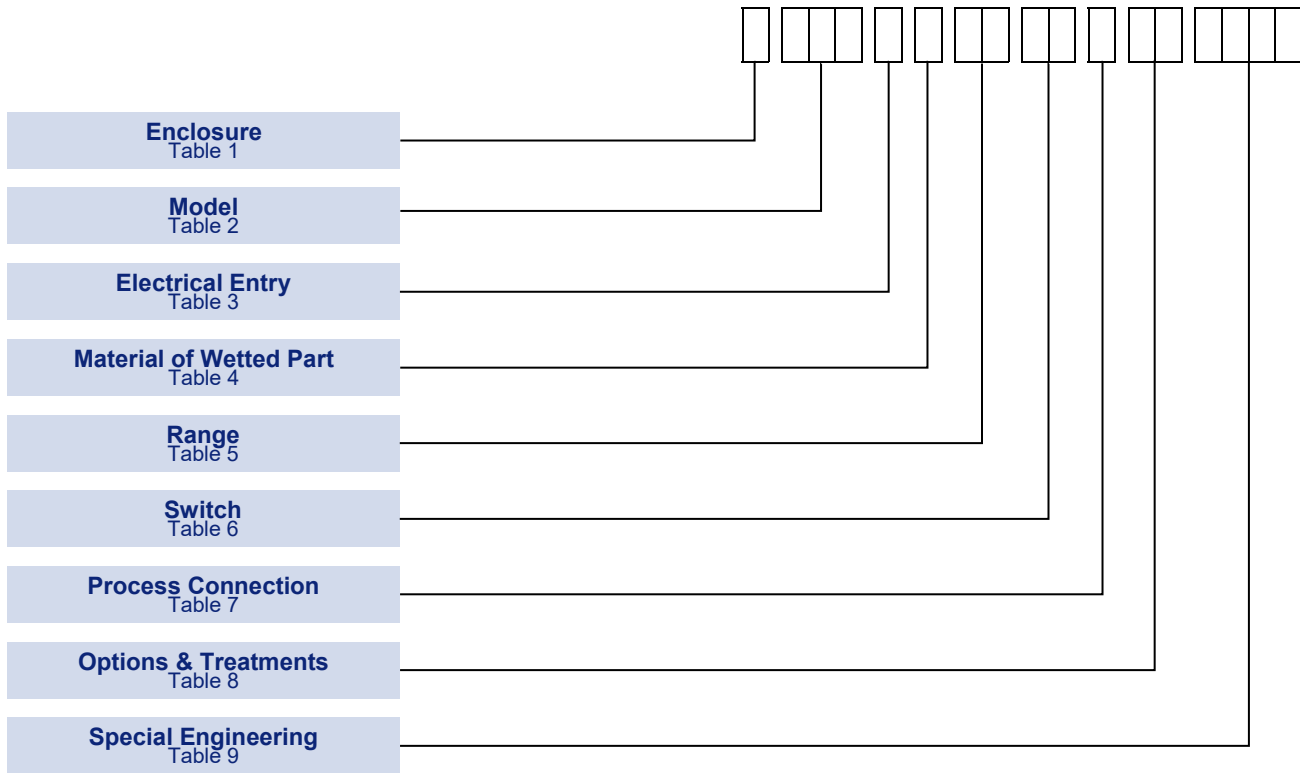 Enclosure
Table 1
Model
Table 2
Electrical Entry
Table 3
Material of Wetted Part
Table 4
Range
Table 5
Switch
Table 6
Process Connection
Table 7
Options & Treatments
Table 8
Special Engineering
Table 9